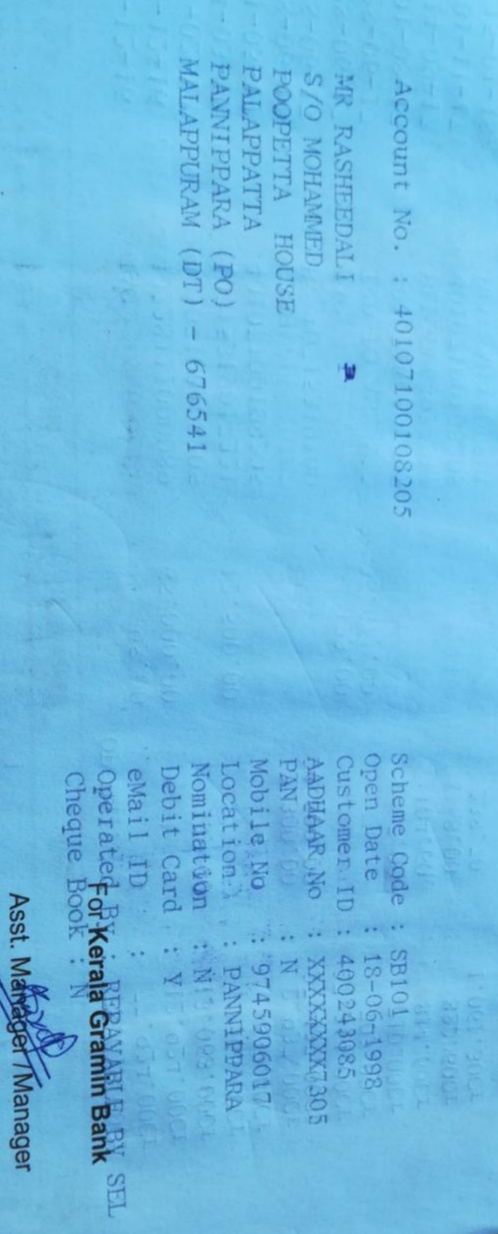 Account No. : 40107100108205
MR RASHEEDALI
S/O MOHAMMED
POOPETTA HOUSE
PALAPPATTA
PANNIPPARA (PO)
MALAPPURAM (DT) - 676541
Scheme Code : SB101
Open Date : 18-06-1998
Customer ID : 400243085
AADHAAR No : XXXXXXXX7305
PAN : N
Mobile No : 9745906017
Location : PANNIPPARA
Nomination : N
Debit Card : Y
eMail ID :
Operated By : REPAYABLE BY SEL
Cheque Book : N
For Kerala Gramin Bank
Asst. Manager/Manager